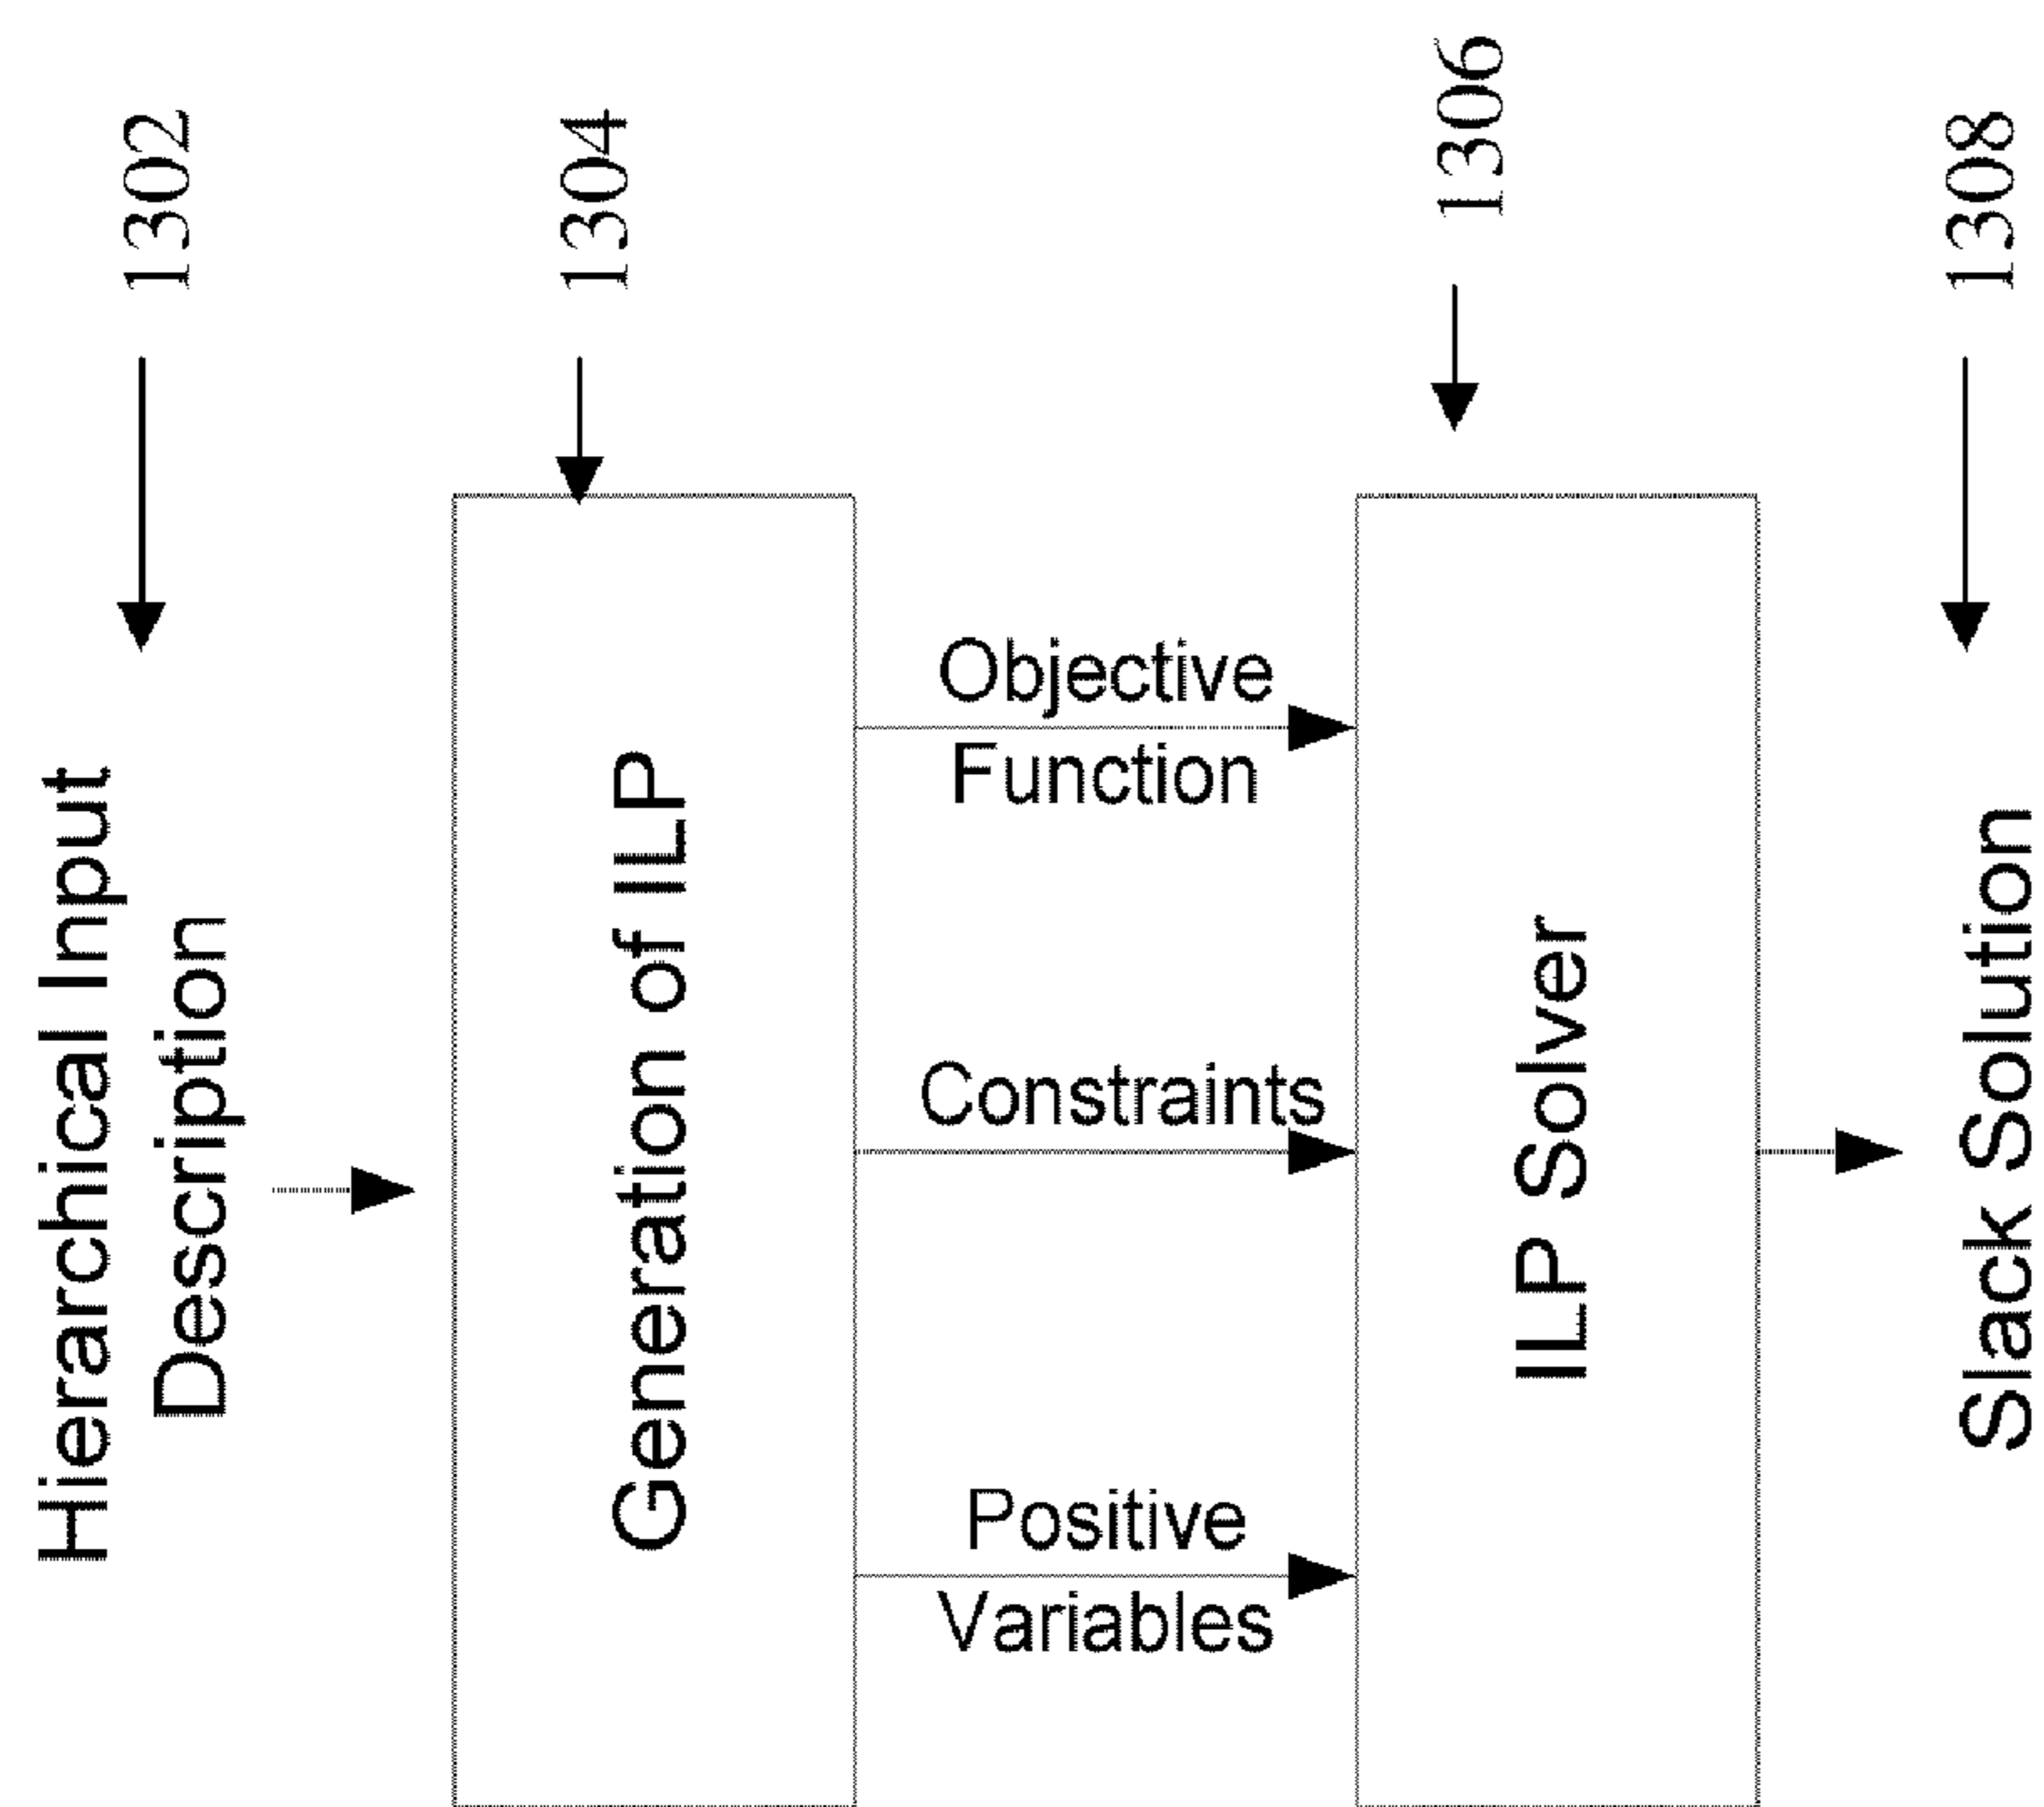 1302
1304
1306
1308
Hierarchical Input
Description
Generation of ILP
Objective
Function
Constraints
Positive
Variables
ILP Solver
Slack Solution